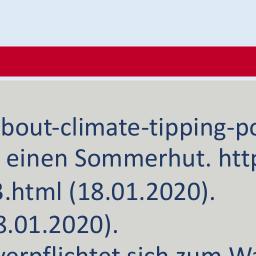 bout-climate-tipping-po
einen Sommerhut. http
3.html (18.01.2020).
8.01.2020).
verpflichtet sich zum Wa